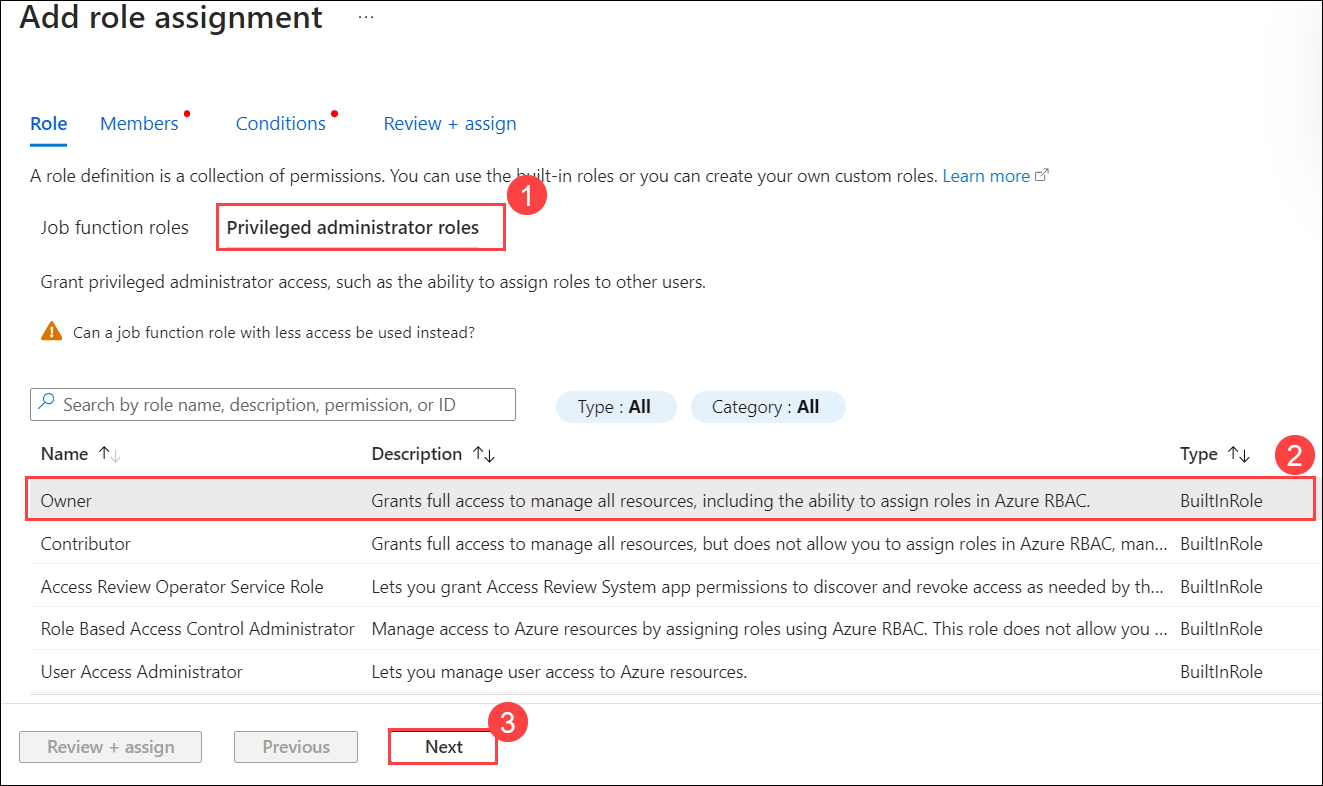 Add role assignment ...
Role Members Conditions Review + assign
A role definition is a collection of permissions. You can use the built-in roles or you can create your own custom roles. Learn more
1
Job function roles Privileged administrator roles
Grant privileged administrator access, such as the ability to assign roles to other users.
Can a job function role with less access be used instead?
Search by role name, description, permission, or ID Type : All Category : All
Name ↑↓ Description ↑↓ Type ↑↓ 2
Owner Grants full access to manage all resources, including the ability to assign roles in Azure RBAC. BuiltInRole
Contributor Grants full access to manage all resources, but does not allow you to assign roles in Azure RBAC, man... BuiltInRole
Access Review Operator Service Role Lets you grant Access Review System app permissions to discover and revoke access as needed by th... BuiltInRole
Role Based Access Control Administrator Manage access to Azure resources by assigning roles using Azure RBAC. This role does not allow you ... BuiltInRole
User Access Administrator Lets you manage user access to Azure resources. BuiltInRole
3
Review + assign Previous Next